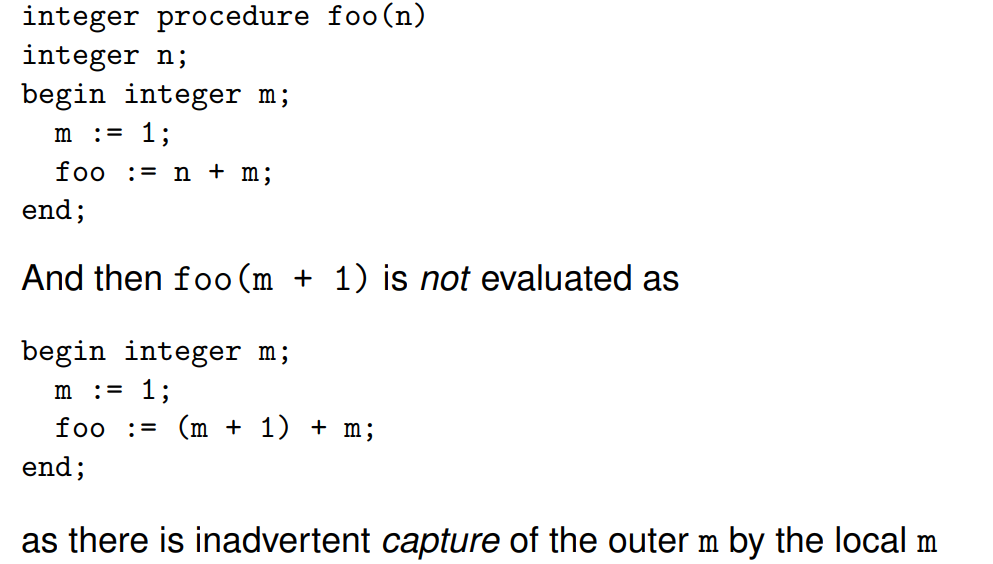 integer procedure foo(n)
integer n;
begin integer m;
  m := 1;
  foo := n + m;
end;
And then foo(m + 1) is not evaluated as
begin integer m;
  m := 1;
  foo := (m + 1) + m;
end;
as there is inadvertent capture of the outer m by the local m